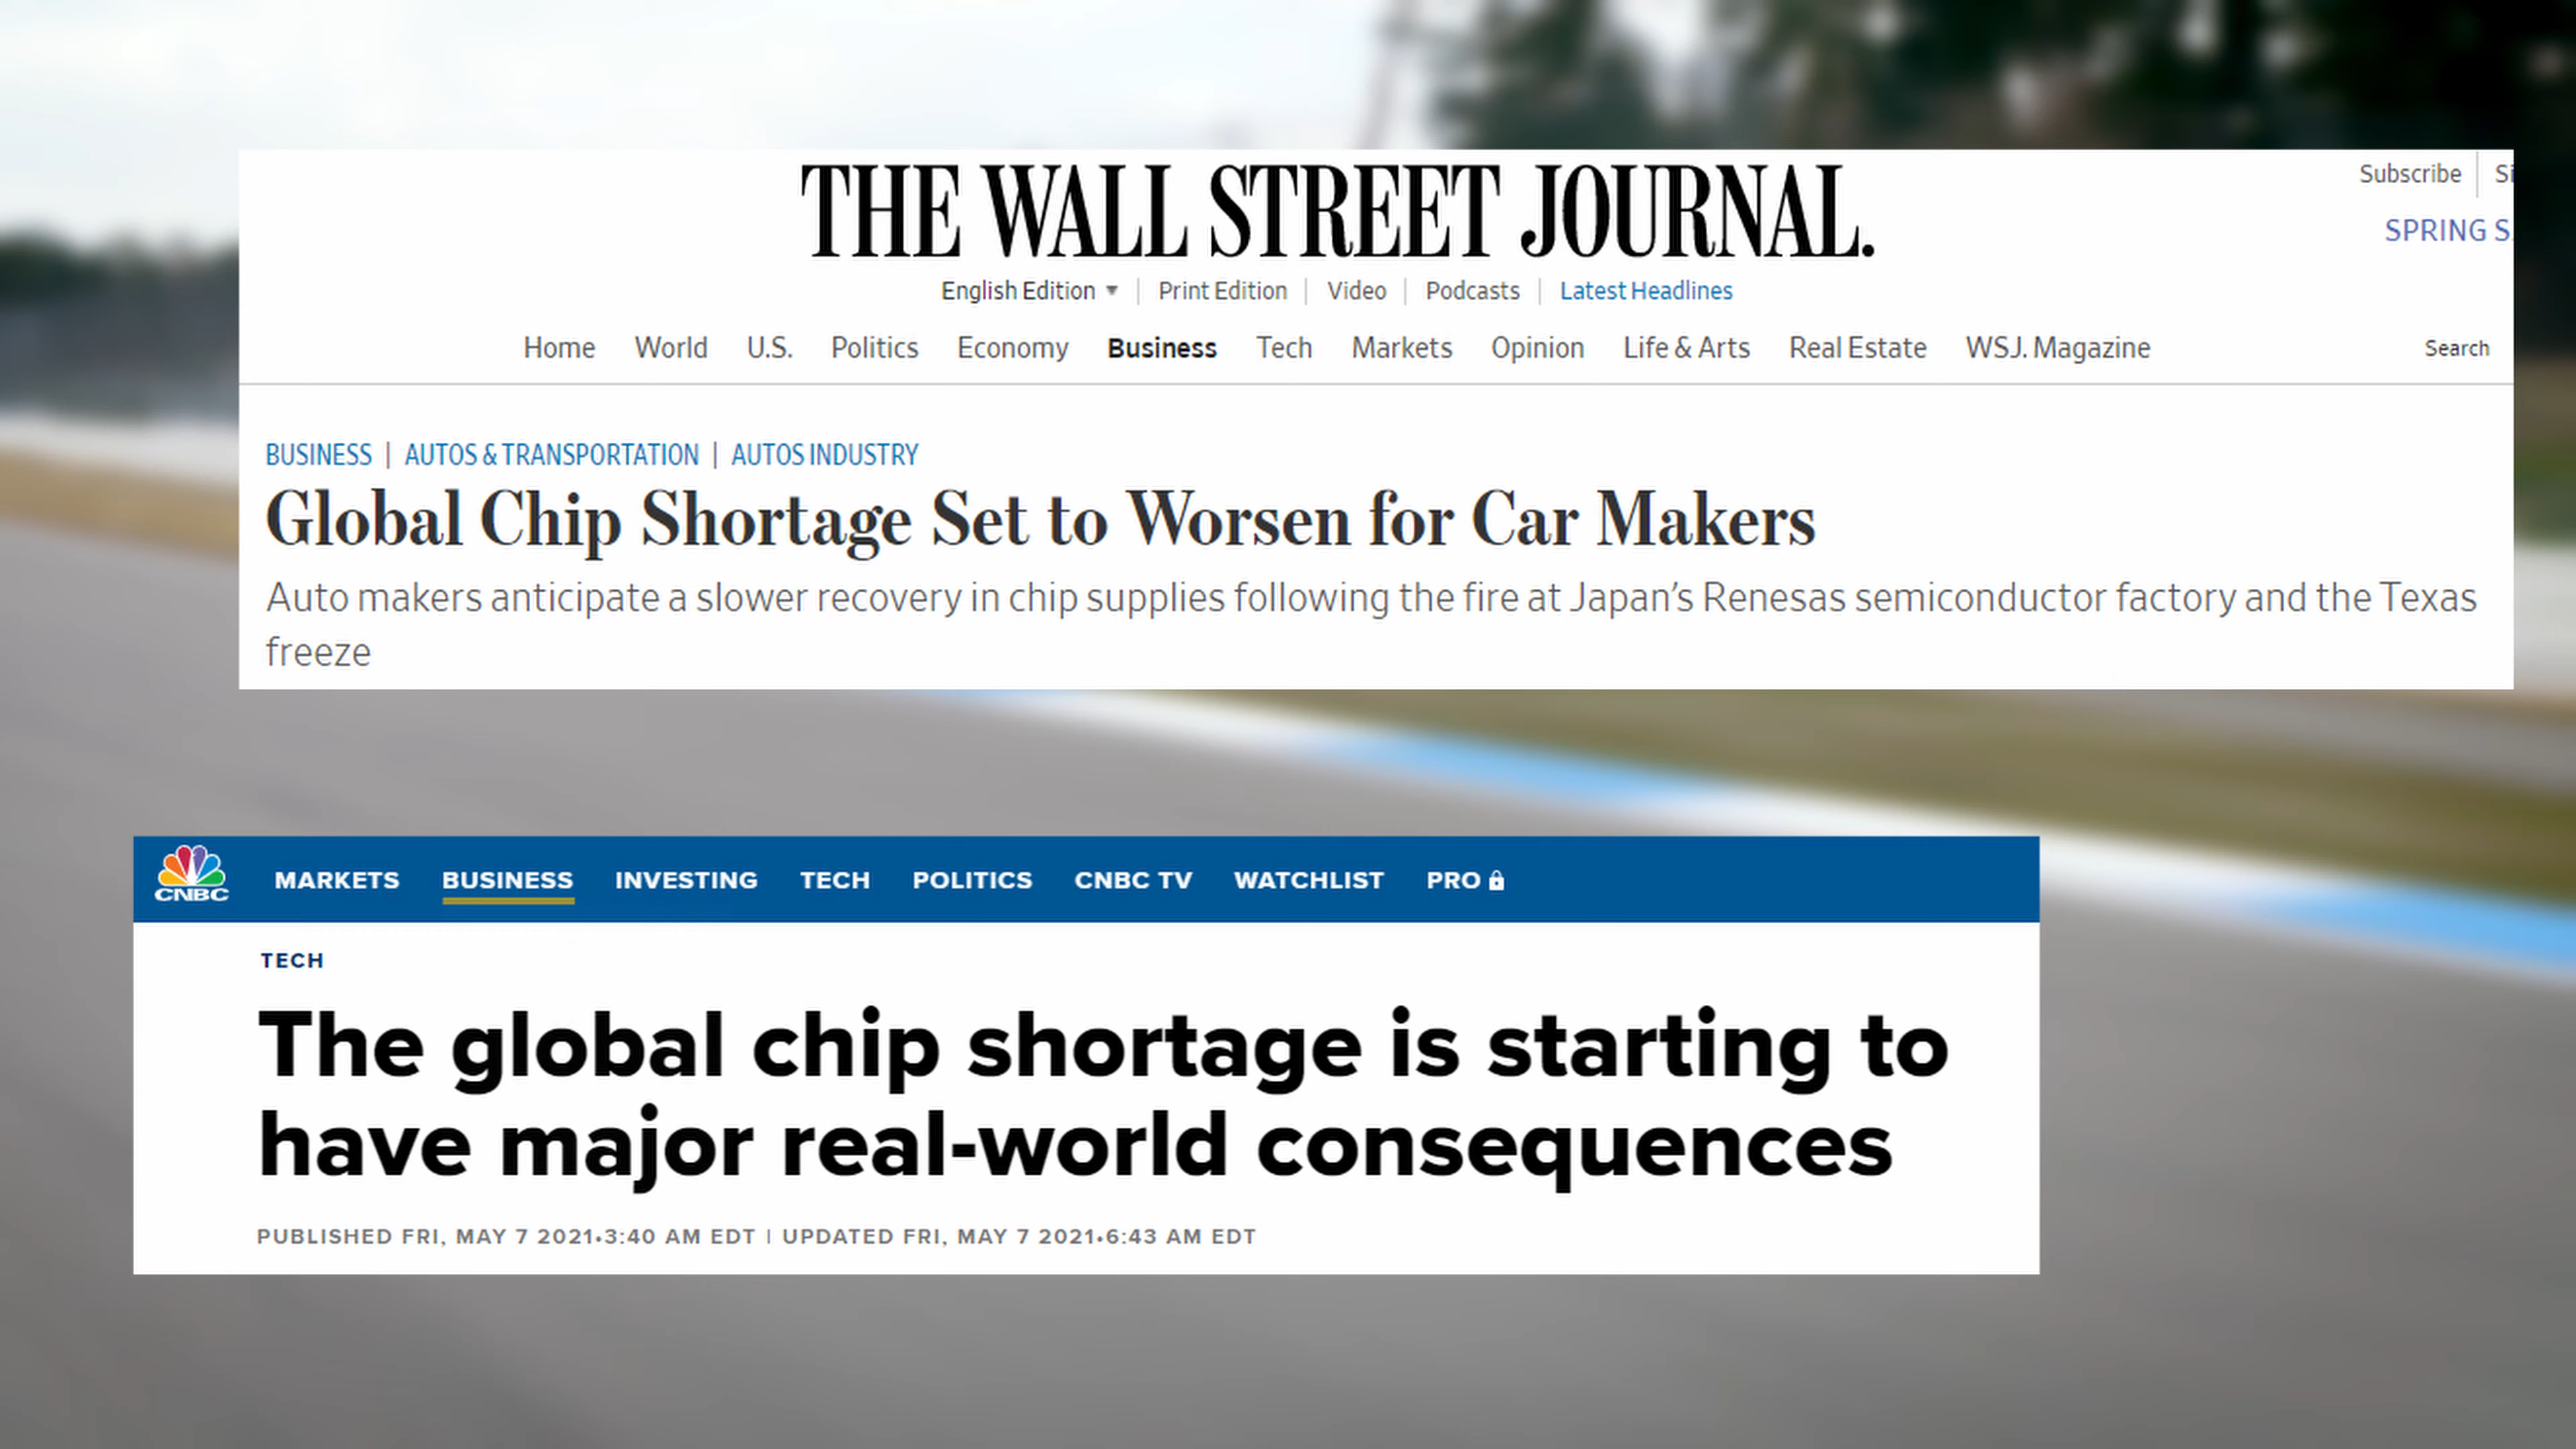 THE WALL STREET JOURNAL.
Subscribe
SPRING
English Edition Print Edition Video Podcasts Latest Headlines
Home World U.S. Politics Economy Business Tech Markets Opinion Life & Arts Real Estate WSJ. Magazine Search
BUSINESS | AUTOS & TRANSPORTATION | AUTOS INDUSTRY
Global Chip Shortage Set to Worsen for Car Makers
Auto makers anticipate a slower recovery in chip supplies following the fire at Japan's Renesas semiconductor factory and the Texas
freeze
CNBC MARKETS BUSINESS INVESTING TECH POLITICS CNBC TV WATCHLIST PRO
TECH
The global chip shortage is starting to
have major real-world consequences
PUBLISHED FRI, MAY 7 2021•3:40 AM EDT | UPDATED FRI, MAY 7 2021•6:43 AM EDT